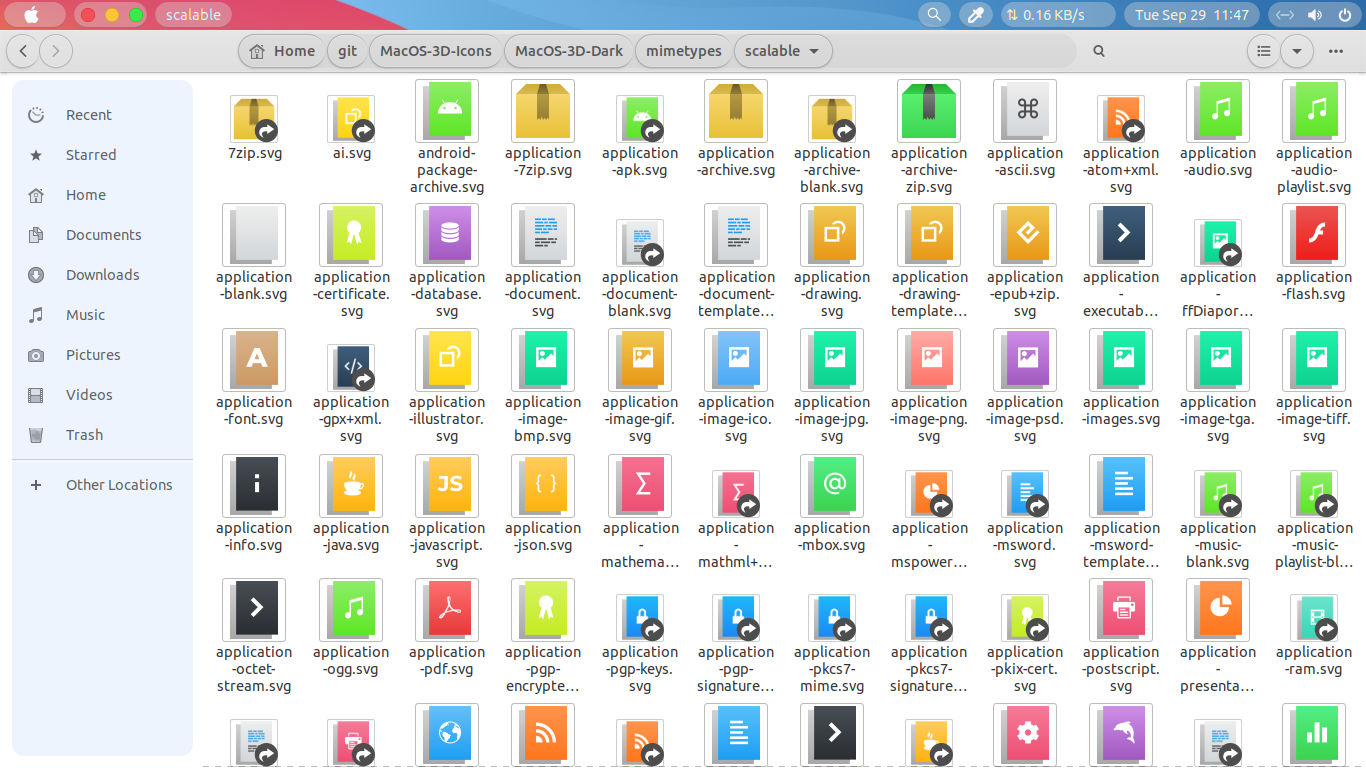 scalable
0.16 KB/s
Tue Sep 29 11:47
Home
git
MacOS-3D-Icons
MacOS-3D-Dark
mimetypes
scalable
Recent
Starred
Home
Documents
Downloads
Music
Pictures
Videos
Trash
Other Locations
7zip.svg
ai.svg
android-
package-
archive.svg
application
-7zip.svg
application
-apk.svg
application
-archive.svg
application
-archive-
blank.svg
application
-archive-
zip.svg
application
-ascii.svg
application
-atom+xml.
svg
application
-audio.svg
application
-audio-
playlist.svg
application
-blank.svg
application
-certificate.
svg
application
-database.
svg
application
-document.
svg
application
-document-
blank.svg
application
-document-
template...
application
-drawing.
svg
application
-drawing-
template...
application
-epub+zip.
svg
application
-
executab...
application
-
ffDiapor...
application
-flash.svg
A
application
-font.svg
</>
application
-gpx+xml.
svg
application
-illustrator.
svg
application
-image-
bmp.svg
application
-image-gif.
svg
application
-image-ico.
svg
application
-image-jpg.
svg
application
-image-png.
svg
application
-image-psd.
svg
application
-images.svg
application
-image-tga.
svg
application
-image-tiff.
svg
i
application
-info.svg
application
-java.svg
JS
application
-javascript.
svg
{ }
application
-json.svg
Σ
application
-
mathema...
Σ
application
-
mathml+...
@
application
-mbox.svg
application
-
mspower...
application
-msword.
svg
application
-msword-
template...
application
-music-
blank.svg
application
-music-
playlist-bl...
application
-octet-
stream.svg
application
-ogg.svg
application
-pdf.svg
application
-pgp-
encrypte...
application
-pgp-keys.
svg
application
-pgp-
signature...
application
-pkcs7-
mime.svg
application
-pkcs7-
signature...
application
-pkix-cert.
svg
application
-postscript.
svg
application
-
presenta...
application
-ram.svg